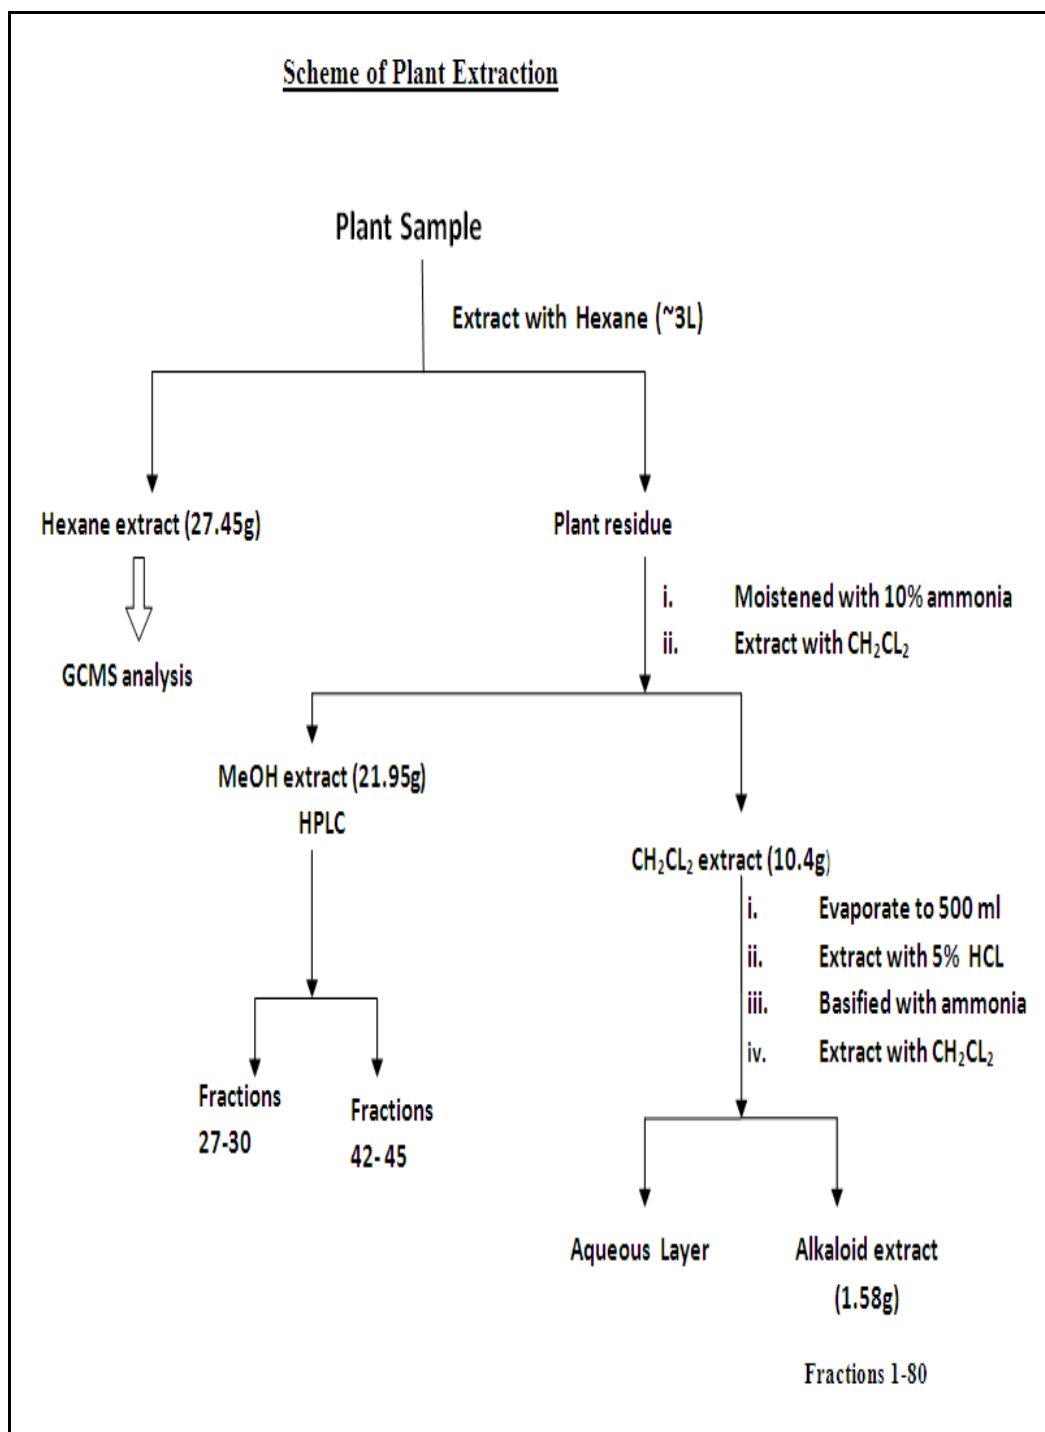 Scheme of Plant Extraction
Plant Sample
Extract with Hexane (~3L)
Hexane extract (27.45g)
Plant residue
i. Moistened with 10% ammonia
ii. Extract with CH₂CL₂
GCMS analysis
MeOH extract (21.95g)
HPLC
CH₂CL₂ extract (10.4g)
i. Evaporate to 500 ml
ii. Extract with 5% HCL
iii. Basified with ammonia
iv. Extract with CH₂CL₂
Fractions
27-30
Fractions
42- 45
Aqueous Layer
Alkaloid extract
(1.58g)
Fractions 1-80